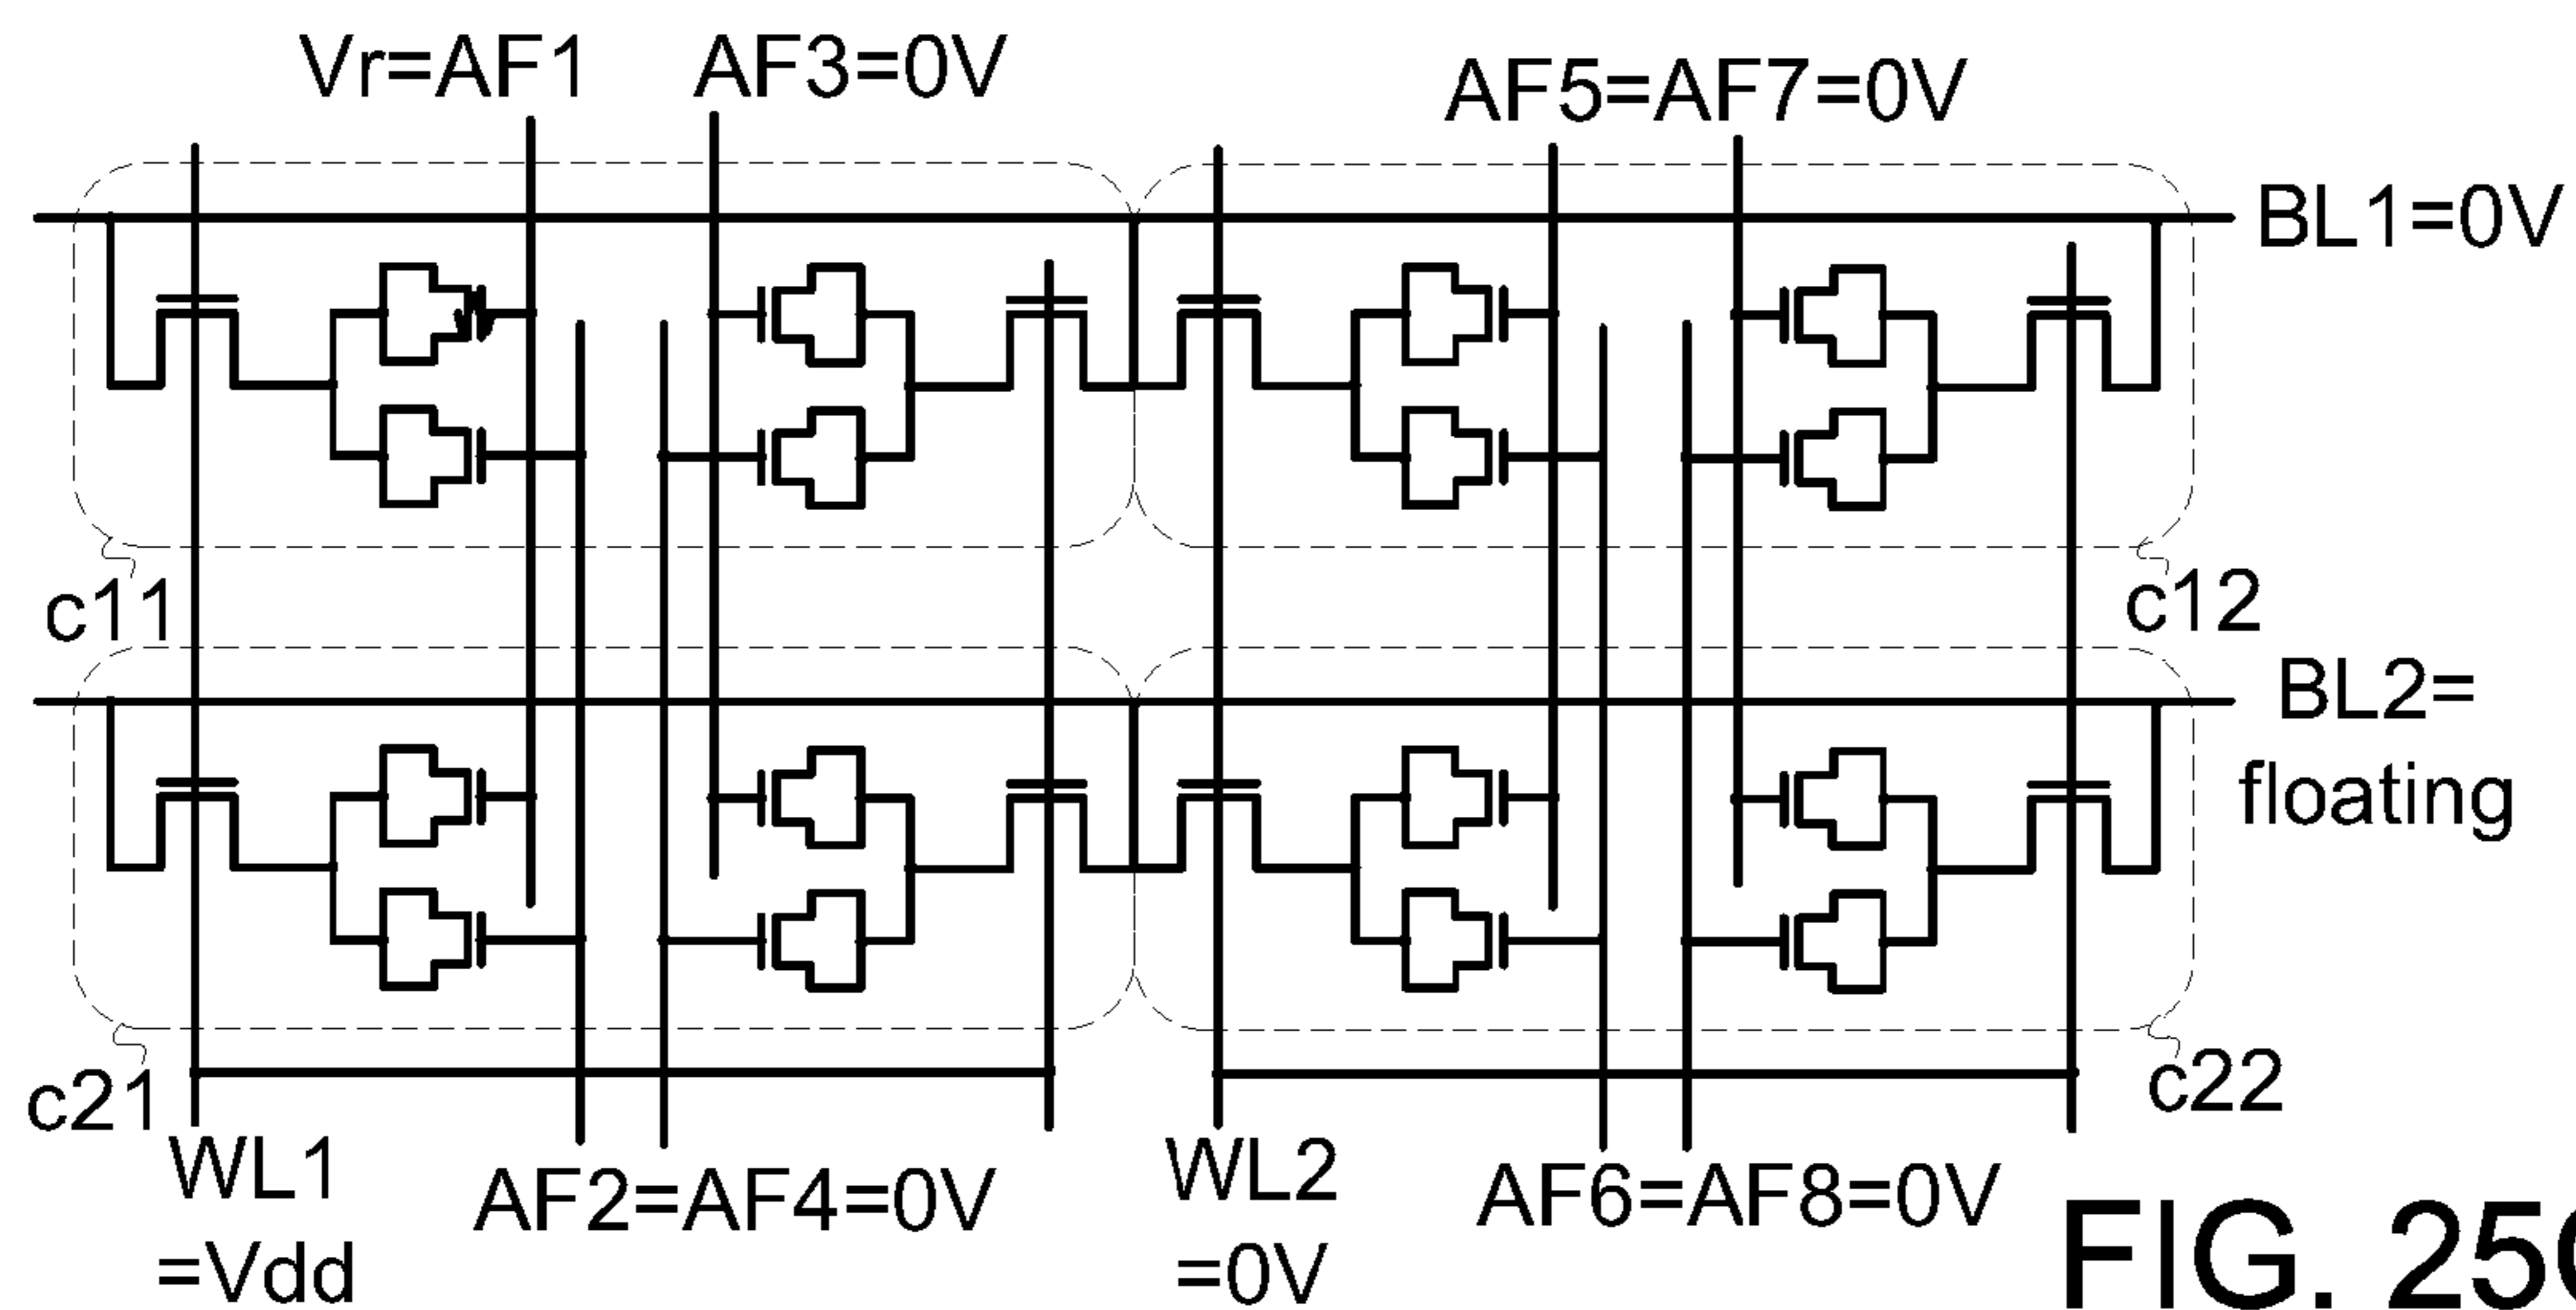 Vr=AF1
AF3=0V
AF5=AF7=0V
BL1=0V
c11
c12
BL2=
floating
c21
c22
WL1
=Vdd
AF2=AF4=0V
WL2
=0V
AF6=AF8=0V
FIG. 25